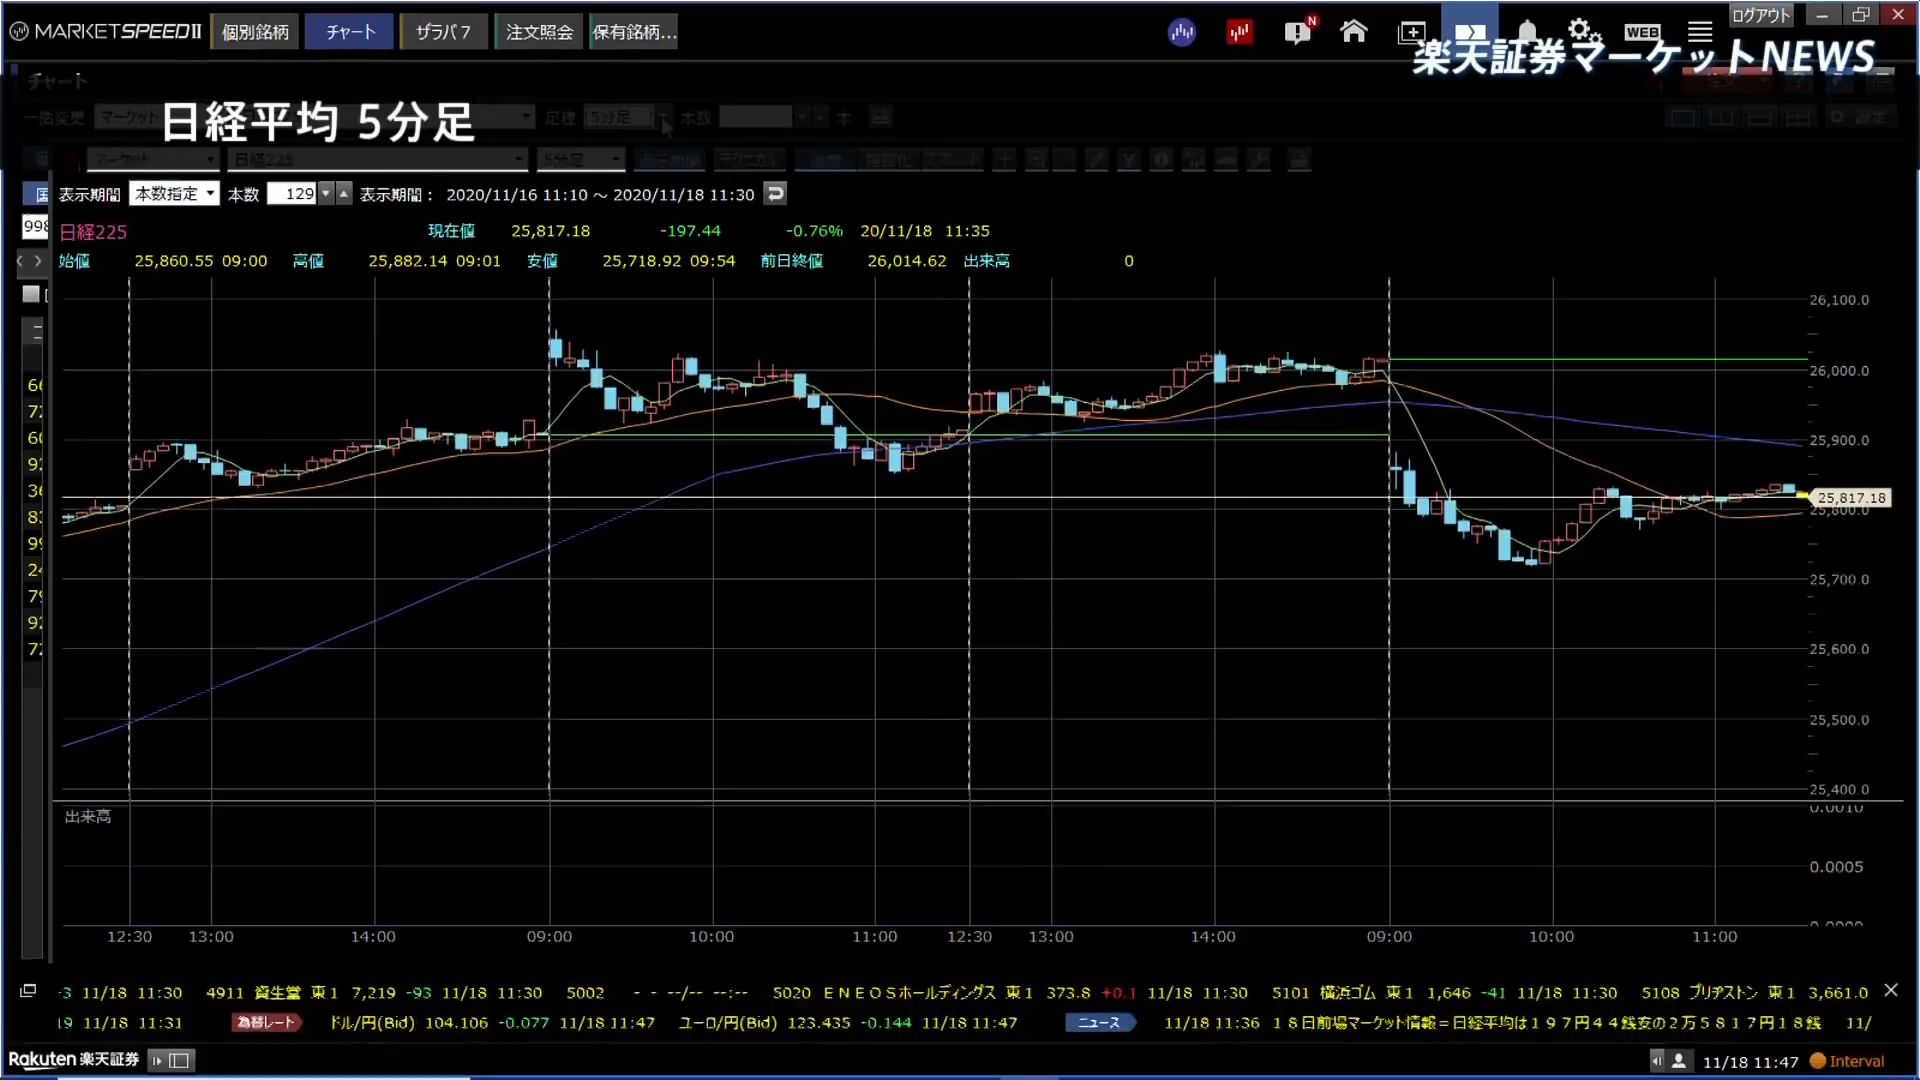 MARKETSPEEDII 個別銘柄 チャート ザラバ7 注文照会 保有銘柄... N WEB ログアウト
楽天証券マーケットNEWS
チャート
日経平均 5分足
一括変更 マーケット 足種 5分足 本数 本
マーケット 日経225 5分足
表示期間 本数指定 本数 129 表示期間： 2020/11/16 11:10 ～ 2020/11/18 11:30
日経225 現在値 25,817.18 -197.44 -0.76% 20/11/18 11:35
始値 25,860.55 09:00 高値 25,882.14 09:01 安値 25,718.92 09:54 前日終値 26,014.62 出来高 0
26,100.0
26,000.0
25,900.0
25,817.18
25,800.0
25,700.0
25,600.0
25,500.0
25,400.0
出来高
0.0010
0.0005
0.0000
12:30 13:00 14:00 09:00 10:00 11:00 12:30 13:00 14:00 09:00 10:00 11:00
-3 11/18 11:30 4911 資生堂 東1 7,219 -93 11/18 11:30 5002 - - --/-- --:-- 5020 ＥＮＥＯＳホールディングス 東1 373.8 +0.1 11/18 11:30 5101 横浜ゴム 東1 1,646 -41 11/18 11:30 5108 ブリヂストン 東1 3,661.0
19 11/18 11:31 為替レート ドル/円(Bid) 104.106 -0.077 11/18 11:47 ユーロ/円(Bid) 123.435 -0.144 11/18 11:47 ニュース 11/18 11:36 １８日前場マーケット情報＝日経平均は１９７円４４銭安の２万５８１７円１８銭 11/
Rakuten 楽天証券 11/18 11:47 Interval